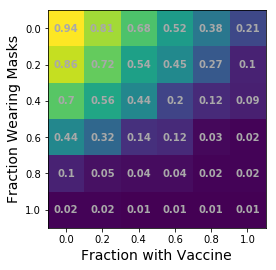 Fraction Wearing Masks
0.0 0.94 0.81 0.68 0.52 0.38 0.21
0.2 0.86 0.72 0.54 0.45 0.27 0.1
0.4 0.7 0.56 0.44 0.2 0.12 0.09
0.6 0.44 0.32 0.14 0.12 0.03 0.02
0.8 0.1 0.05 0.04 0.04 0.02 0.02
1.0 0.02 0.02 0.01 0.01 0.01 0.01
0.0 0.2 0.4 0.6 0.8 1.0
Fraction with Vaccine